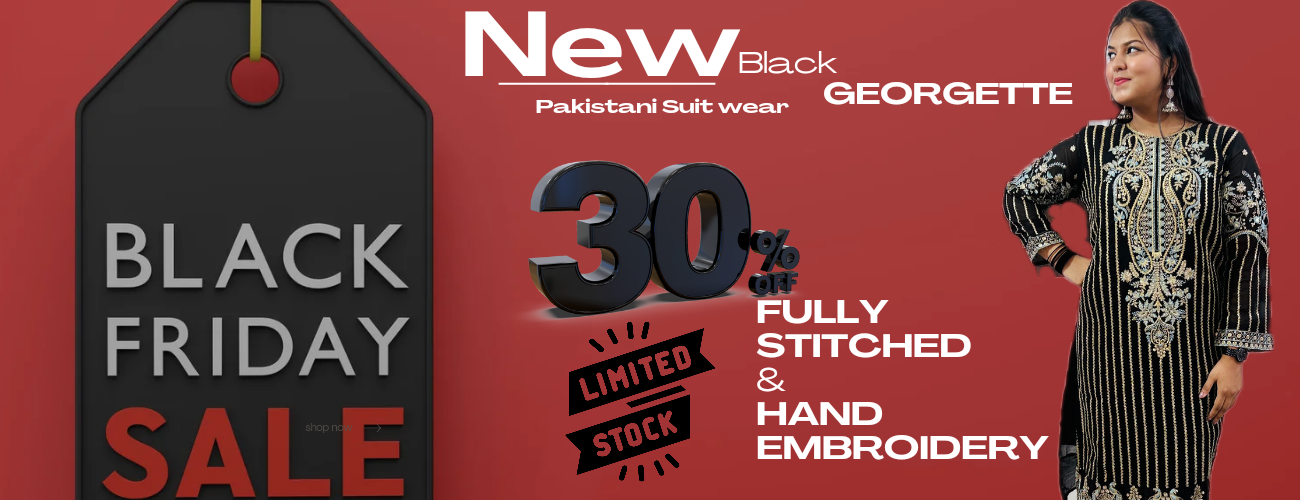 BLACK
FRIDAY
SALE
shop now
New Black
GEORGETTE
Pakistani Suit wear
30%
OFF
LIMITED
STOCK
FULLY
STITCHED
&
HAND
EMBROIDERY